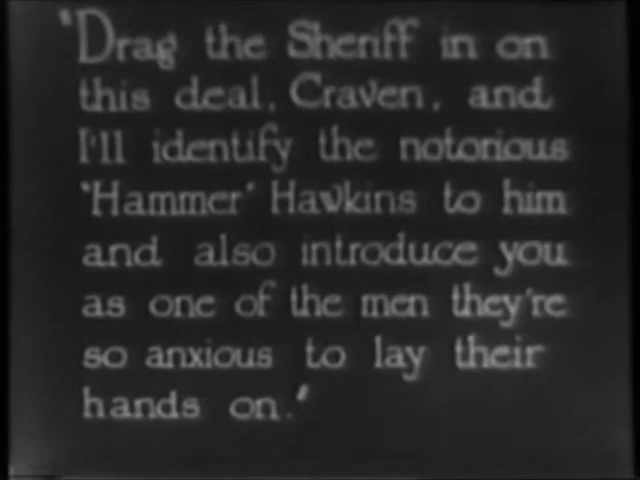 "Drag the Sheriff in on
this deal, Craven, and
I'll identify the notorious
'Hammer' Hawkins to him
and also introduce you
as one of the men they're
so anxious to lay their
hands on."